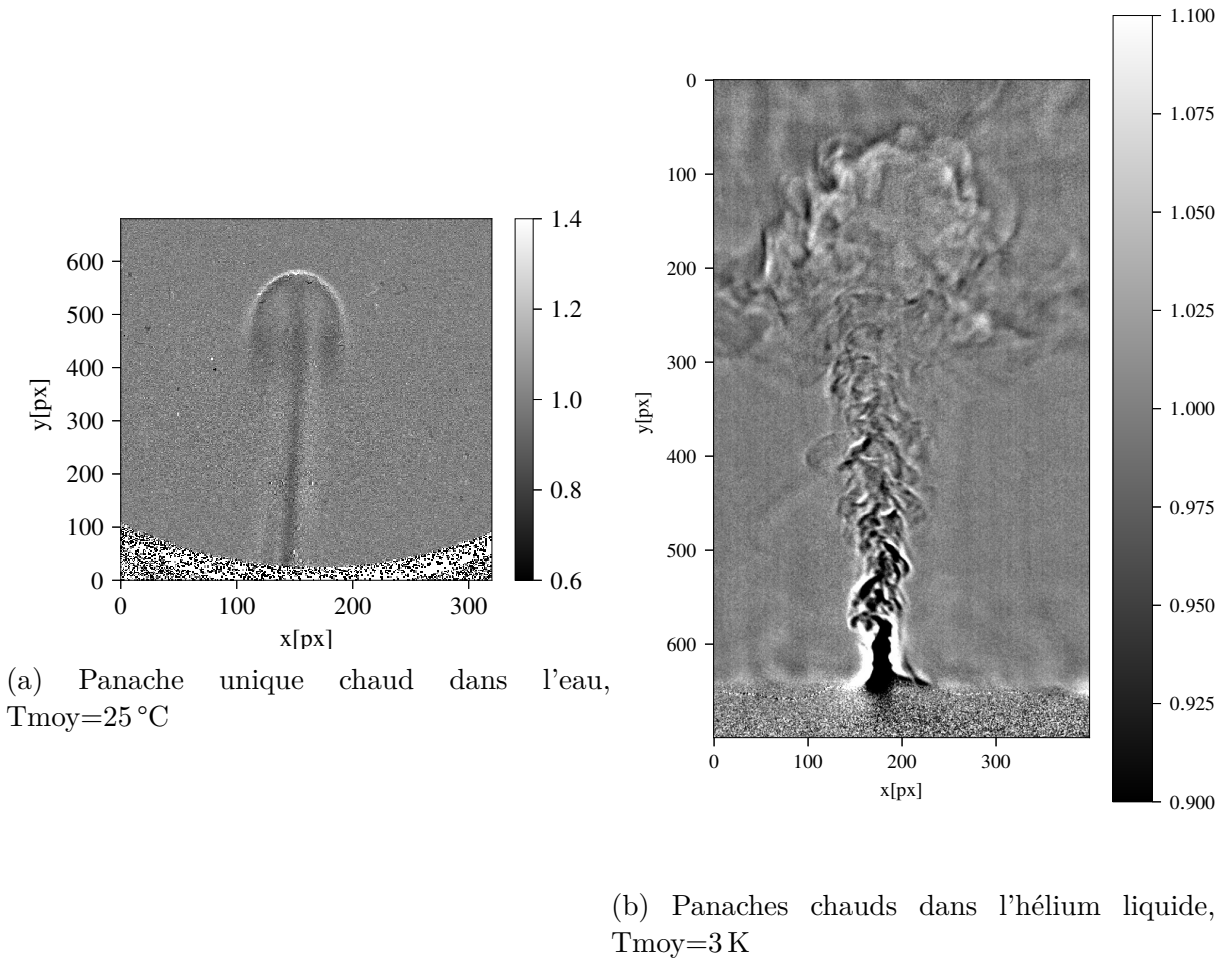 600
500
400
300
200
100
0
y[px]
0 100 200 300
x[px]
1.4
1.2
1.0
0.8
0.6
(a) Panache unique chaud dans l'eau,
Tmoy=25 °C
0
100
200
300
400
500
600
y[px]
0 100 200 300
x[px]
1.100
1.075
1.050
1.025
1.000
0.975
0.950
0.925
0.900
(b) Panaches chauds dans l'hélium liquide,
Tmoy=3 K